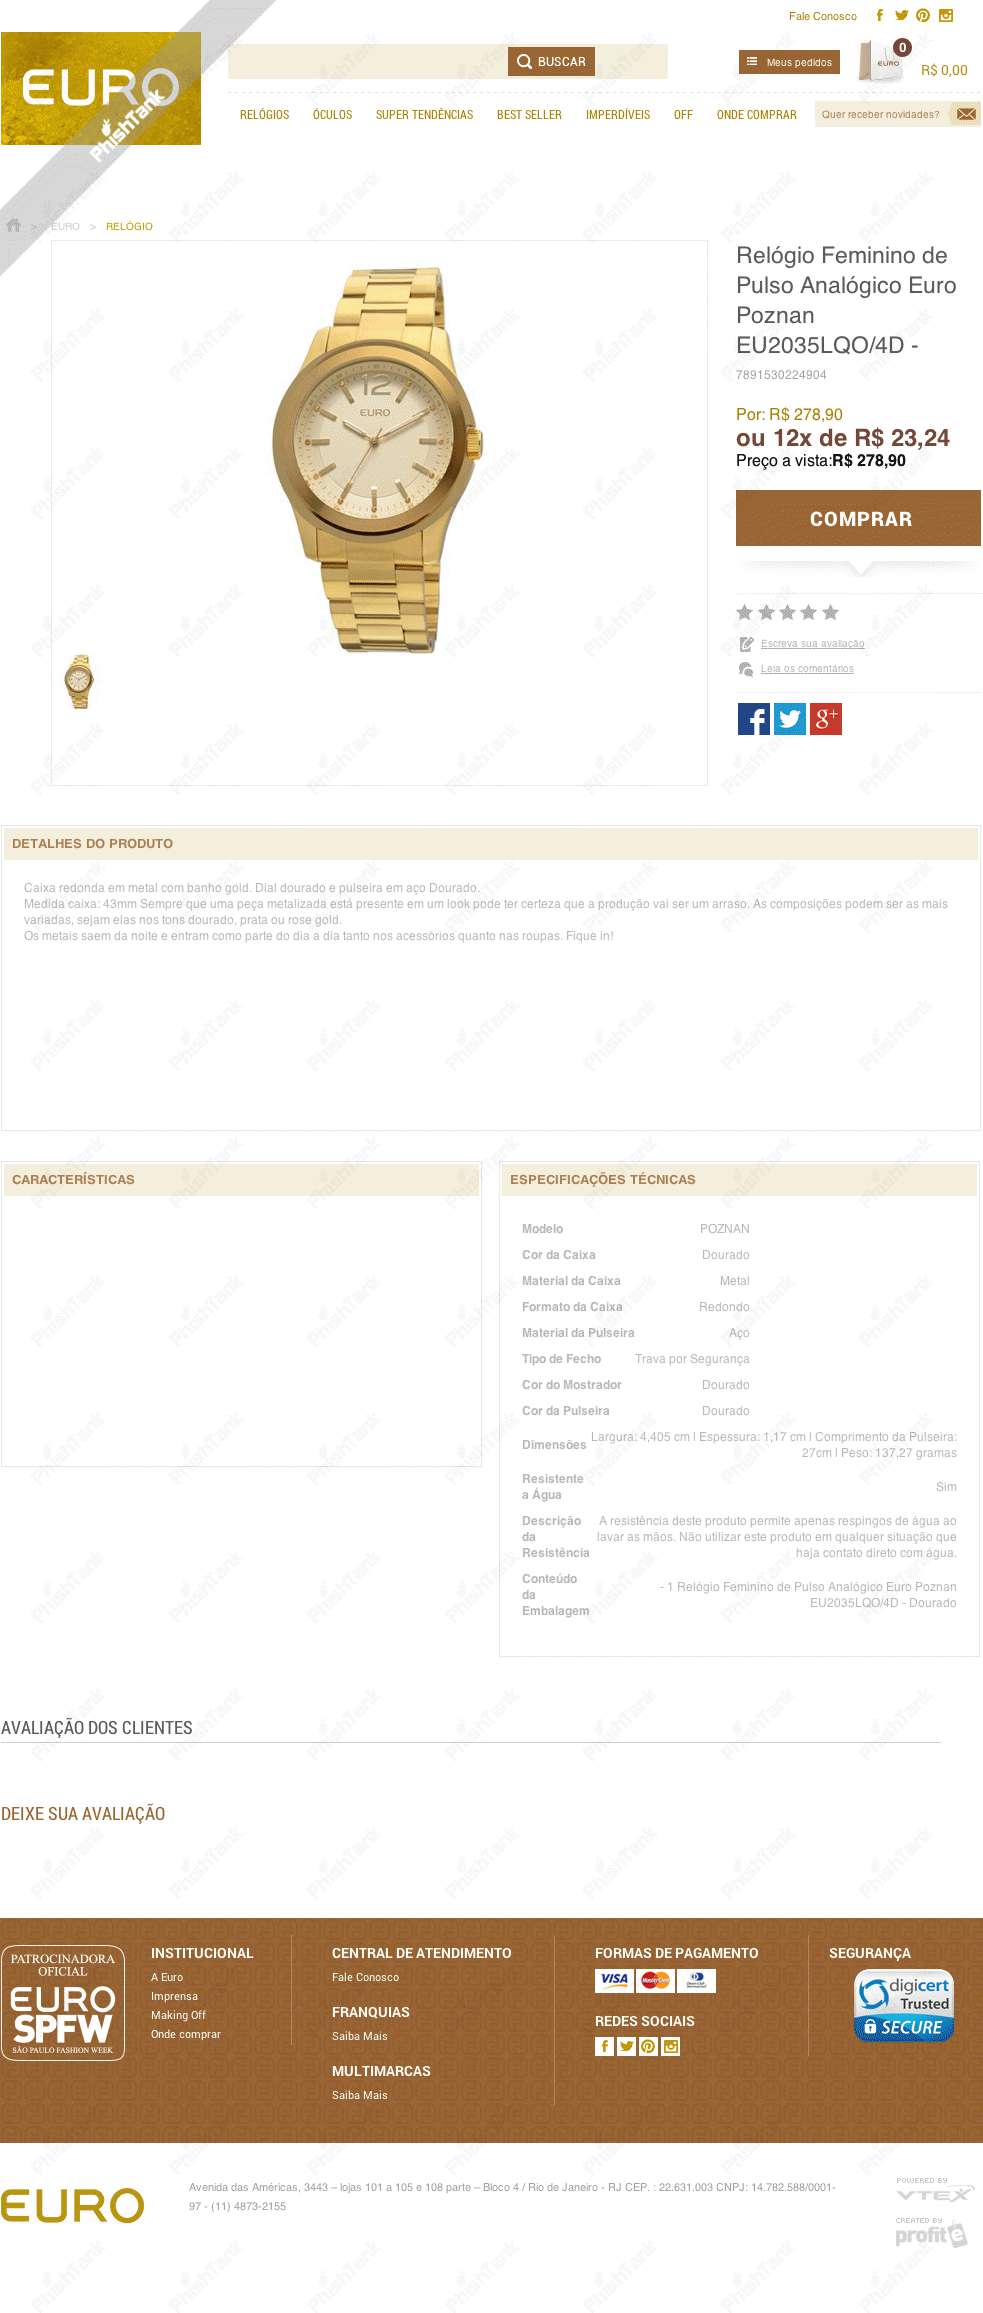 Fale Conosco
EURO
BUSCAR
Meus pedidos
EURO
0
R$ 0,00
PhishTank
RELÓGIOS ÓCULOS SUPER TENDÊNCIAS BEST SELLER IMPERDÍVEIS OFF ONDE COMPRAR
Quer receber novidades?
> EURO > RELÓGIO
Relógio Feminino de
Pulso Analógico Euro
Poznan
EU2035LQO/4D -
7891530224904
12
EURO
Por: R$ 278,90
ou 12x de R$ 23,24
Preço a vista:R$ 278,90
COMPRAR
Escreva sua avaliação
Leia os comentários
DETALHES DO PRODUTO
Caixa redonda em metal com banho gold. Dial dourado e pulseira em aço Dourado.
Medida caixa: 43mm Sempre que uma peça metalizada está presente em um look pode ter certeza que a produção vai ser um arraso. As composições podem ser as mais
variadas, sejam elas nos tons dourado, prata ou rose gold.
Os metais saem da noite e entram como parte do dia a dia tanto nos acessórios quanto nas roupas. Fique in!
CARACTERÍSTICAS
ESPECIFICAÇÕES TÉCNICAS
Modelo POZNAN
Cor da Caixa Dourado
Material da Caixa Metal
Formato da Caixa Redondo
Material da Pulseira Aço
Tipo de Fecho Trava por Segurança
Cor do Mostrador Dourado
Cor da Pulseira Dourado
Dimensões
Largura: 4,405 cm | Espessura: 1,17 cm | Comprimento da Pulseira:
27cm | Peso: 137,27 gramas
Resistente
a Água
Sim
Descrição
da
Resistência
A resistência deste produto permite apenas respingos de água ao
lavar as mãos. Não utilizar este produto em qualquer situação que
haja contato direto com água.
Conteúdo
da
Embalagem
- 1 Relógio Feminino de Pulso Analógico Euro Poznan
EU2035LQO/4D - Dourado
AVALIAÇÃO DOS CLIENTES
DEIXE SUA AVALIAÇÃO
PATROCINADORA
OFICIAL
EURO
SPFW
SÃO PAULO FASHION WEEK
INSTITUCIONAL
A Euro
Imprensa
Making Off
Onde comprar
CENTRAL DE ATENDIMENTO
Fale Conosco
FRANQUIAS
Saiba Mais
MULTIMARCAS
Saiba Mais
FORMAS DE PAGAMENTO
VISA MasterCard
REDES SOCIAIS
SEGURANÇA
digicert
Trusted
SECURE
EURO
Avenida das Américas, 3443 – lojas 101 a 105 e 108 parte – Bloco 4 / Rio de Janeiro - RJ CEP. : 22.631.003 CNPJ: 14.782.588/0001-
97 - (11) 4873-2155
POWERED BY
VTEX
CREATED BY
profite